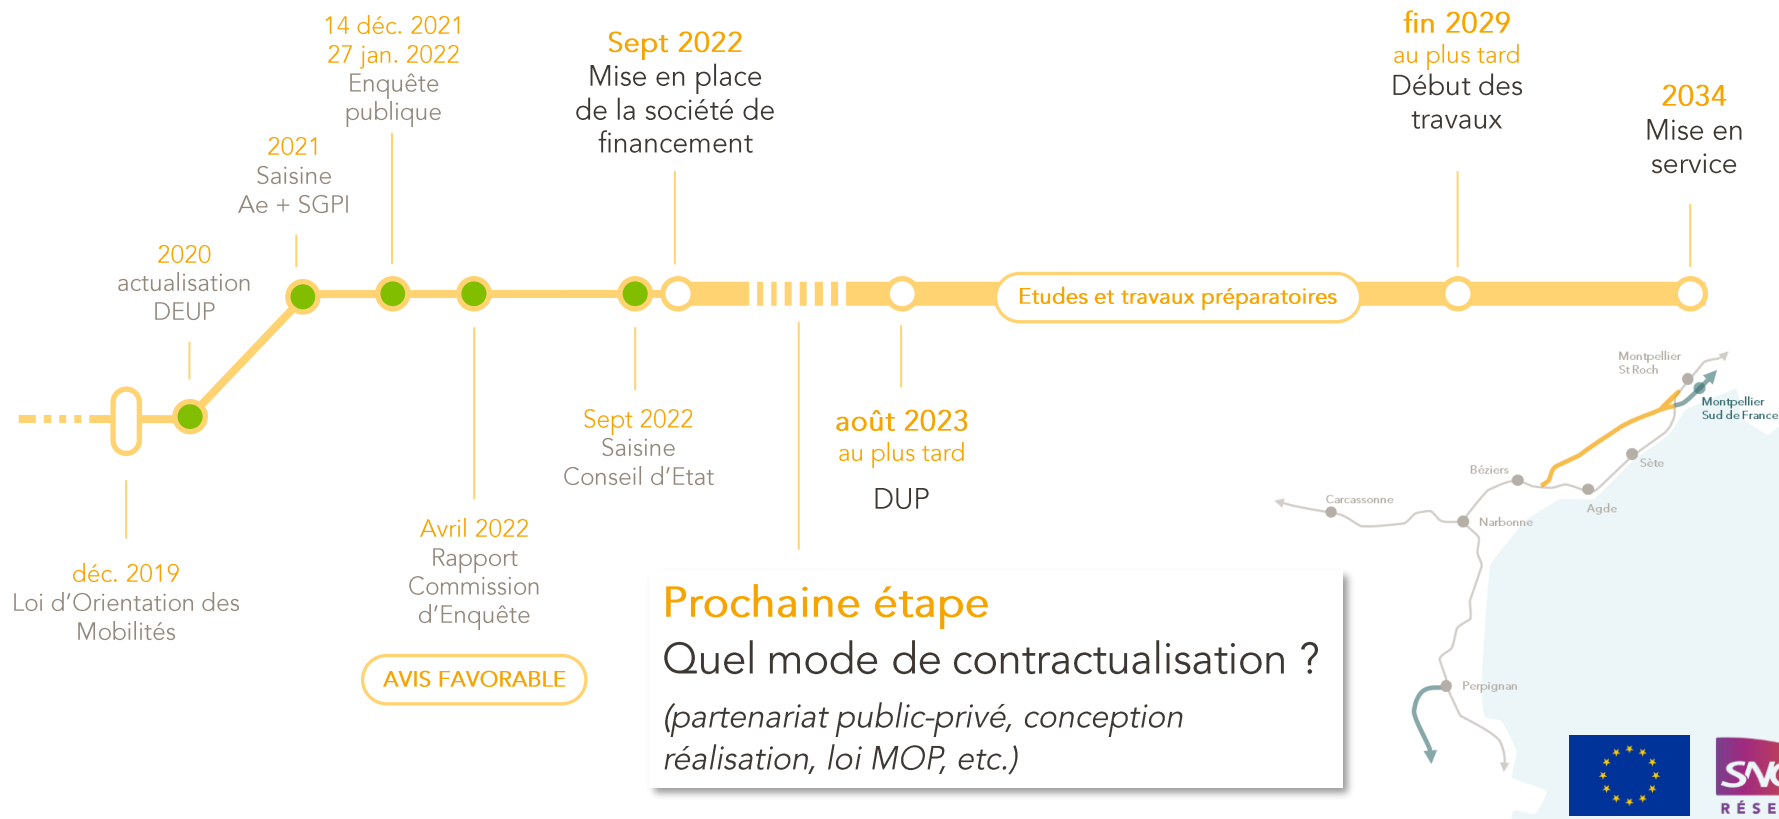 14 déc. 2021
27 jan. 2022
Enquête
publique
Sept 2022
Mise en place
de la société de
financement
fin 2029
au plus tard
Début des
travaux
2034
Mise en
service
2021
Saisine
Ae + SGPI
2020
actualisation
DEUP
Etudes et travaux préparatoires
déc. 2019
Loi d’Orientation des
Mobilités
Avril 2022
Rapport
Commission
d’Enquête
AVIS FAVORABLE
Sept 2022
Saisine
Conseil d’Etat
août 2023
au plus tard
DUP
Prochaine étape
Quel mode de contractualisation ?
(partenariat public-privé, conception
réalisation, loi MOP, etc.)
Montpellier
St Roch
Montpellier
Sud de France
Sète
Béziers
Agde
Carcassonne
Narbonne
Perpignan